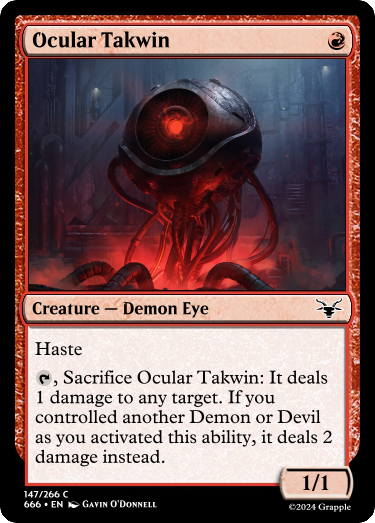 Ocular Takwin
Creature — Demon Eye
Haste
, Sacrifice Ocular Takwin: It deals
1 damage to any target. If you
controlled another Demon or Devil
as you activated this ability, it deals 2
damage instead.
1/1
147/266 C
666 • EN Gavin O'Donnell
©2024 Grapple